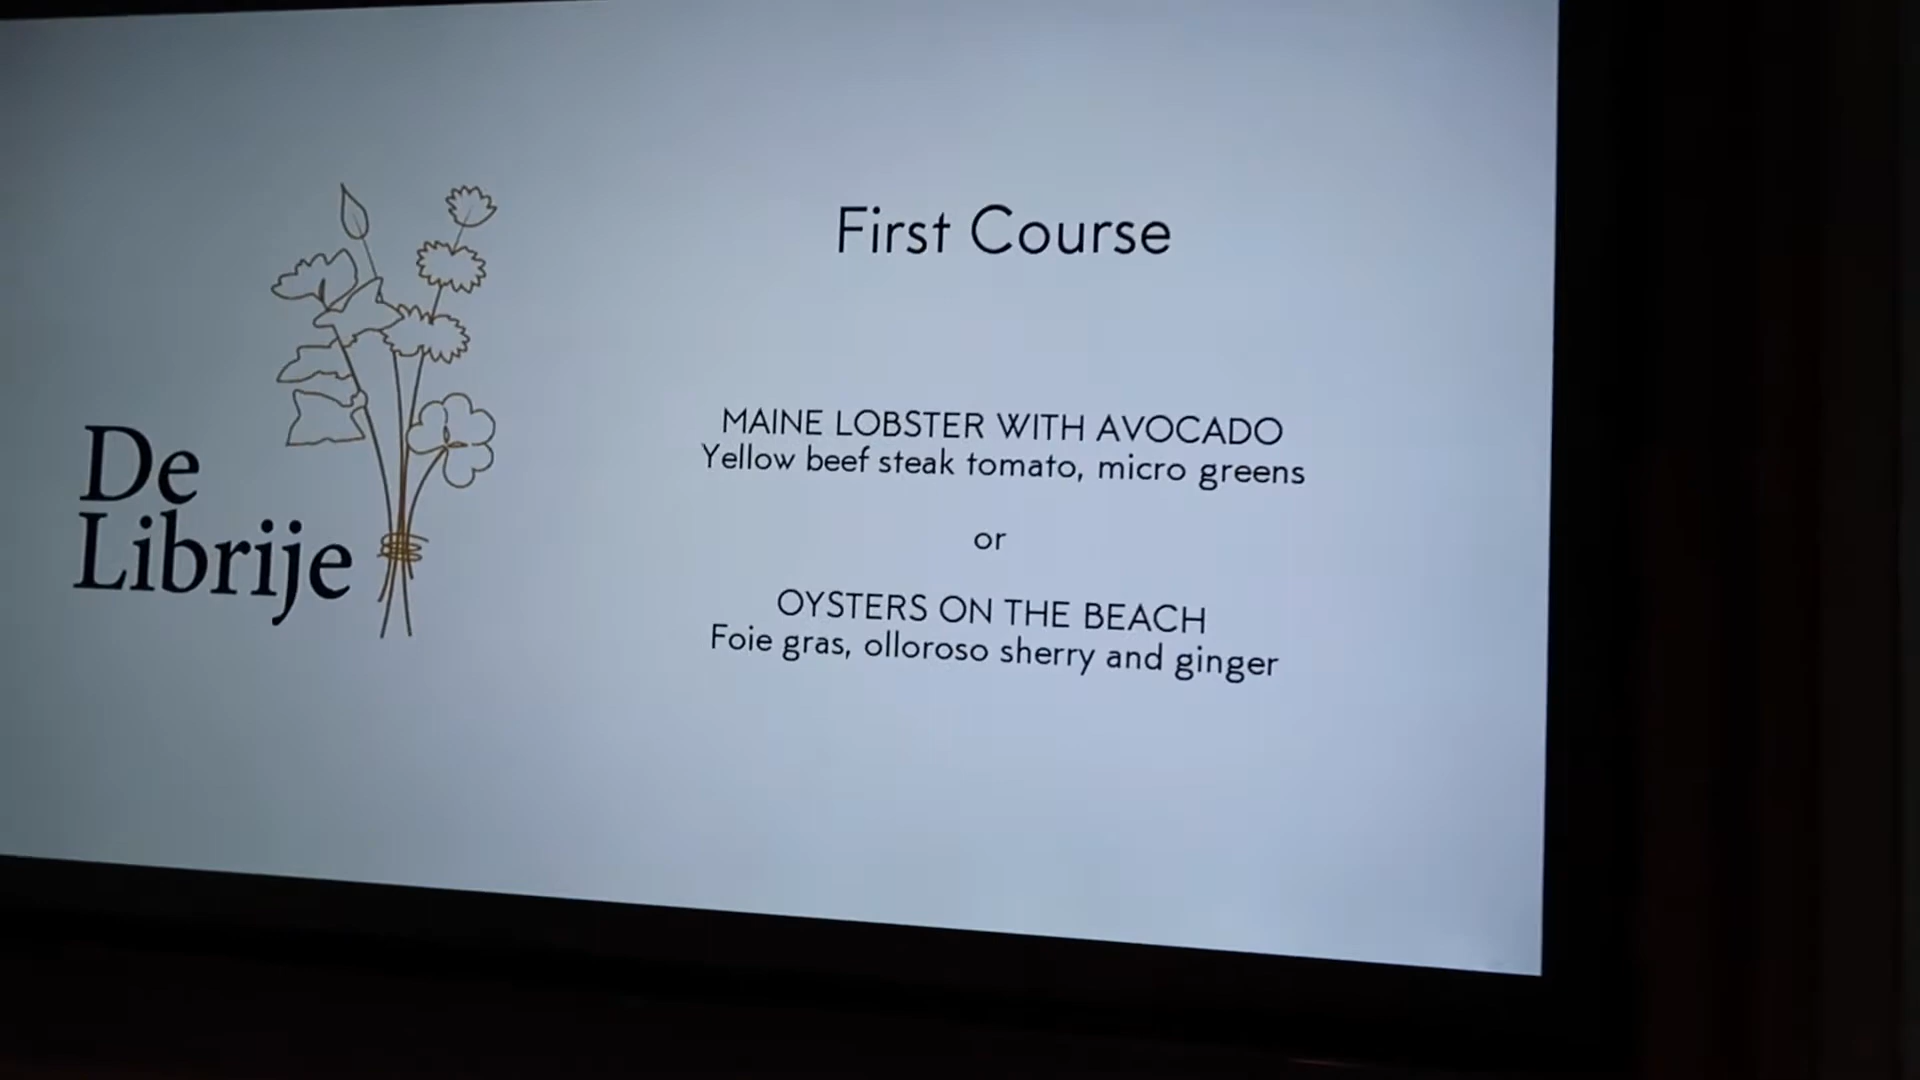 De
Librije
First Course
MAINE LOBSTER WITH AVOCADO
Yellow beef steak tomato, micro greens
or
OYSTERS ON THE BEACH
Foie gras, olloroso sherry and ginger